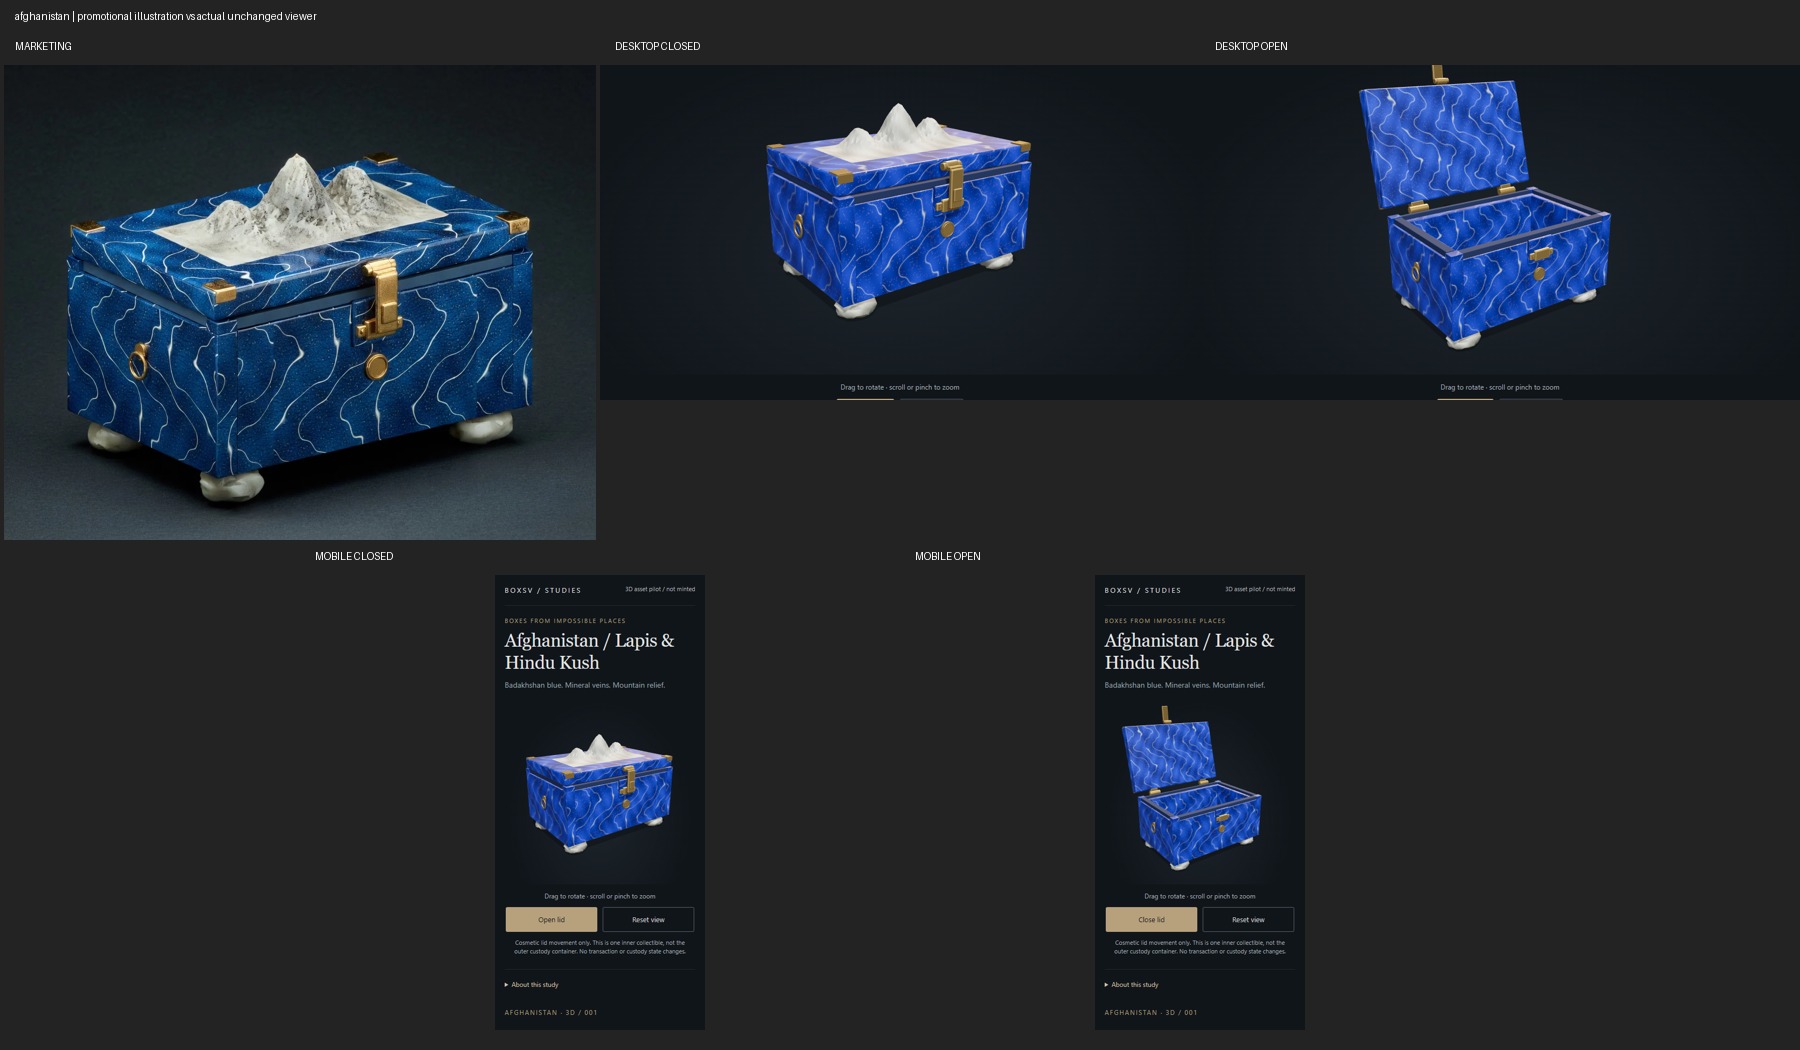 afghanistan | promotional illustration vs actual unchanged viewer
MARKETING
DESKTOP CLOSED
DESKTOP OPEN
Drag to rotate · scroll or pinch to zoom
Drag to rotate · scroll or pinch to zoom
MOBILE CLOSED
MOBILE OPEN
BOXSV / STUDIES
3D asset pilot / not minted
BOXES FROM IMPOSSIBLE PLACES
Afghanistan / Lapis &
Hindu Kush
Badakhshan blue. Mineral veins. Mountain relief.
Drag to rotate · scroll or pinch to zoom
Open lid
Reset view
Cosmetic lid movement only. This is one inner collectible, not the
outer custody container. No transaction or custody state changes.
▶ About this study
AFGHANISTAN · 3D / 001
BOXSV / STUDIES
3D asset pilot / not minted
BOXES FROM IMPOSSIBLE PLACES
Afghanistan / Lapis &
Hindu Kush
Badakhshan blue. Mineral veins. Mountain relief.
Drag to rotate · scroll or pinch to zoom
Close lid
Reset view
Cosmetic lid movement only. This is one inner collectible, not the
outer custody container. No transaction or custody state changes.
▶ About this study
AFGHANISTAN · 3D / 001